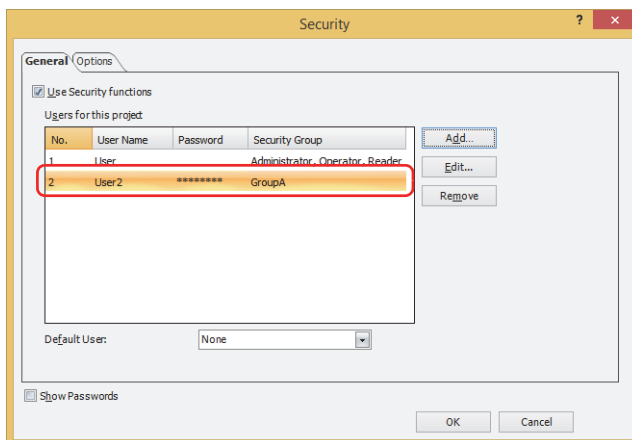 Security
? ×
General Options
Use Security functions
Users for this project
No. User Name Password Security Group
1 User Administrator, Operator, Reader
2 User2 ******** GroupA
Add...
Edit...
Remove
Default User: None
Show Passwords
OK Cancel